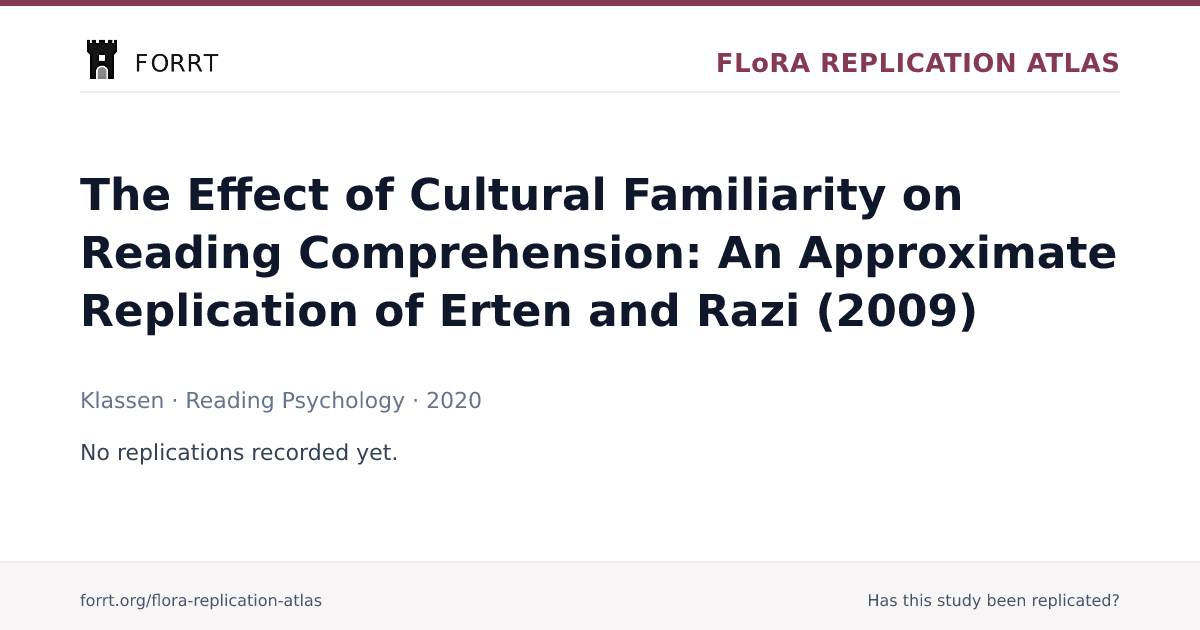 FORRT
FLoRA REPLICATION ATLAS
The Effect of Cultural Familiarity on
Reading Comprehension: An Approximate
Replication of Erten and Razi (2009)
Klassen · Reading Psychology · 2020
No replications recorded yet.
forrt.org/flora-replication-atlas
Has this study been replicated?